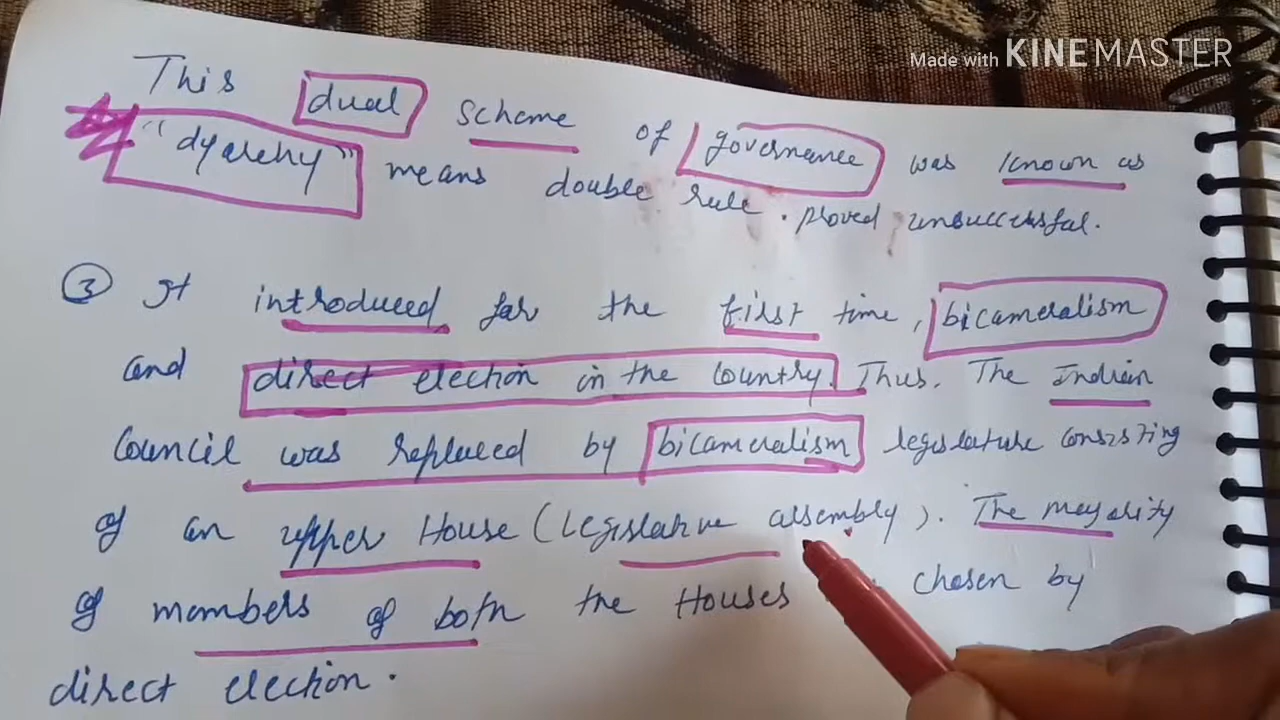 Made with KINEMASTER
This dual scheme of governance was known as
"dyarchy" means double rule. proved unsuccessful.
③ It introduced for the first time, bicameralism
and direct election in the country. Thus. The Indian
Council was replaced by bicameralism legislature consisting
of an upper House (Legislative assembly). The majority
of mambers of both the Houses chosen by
direct election.